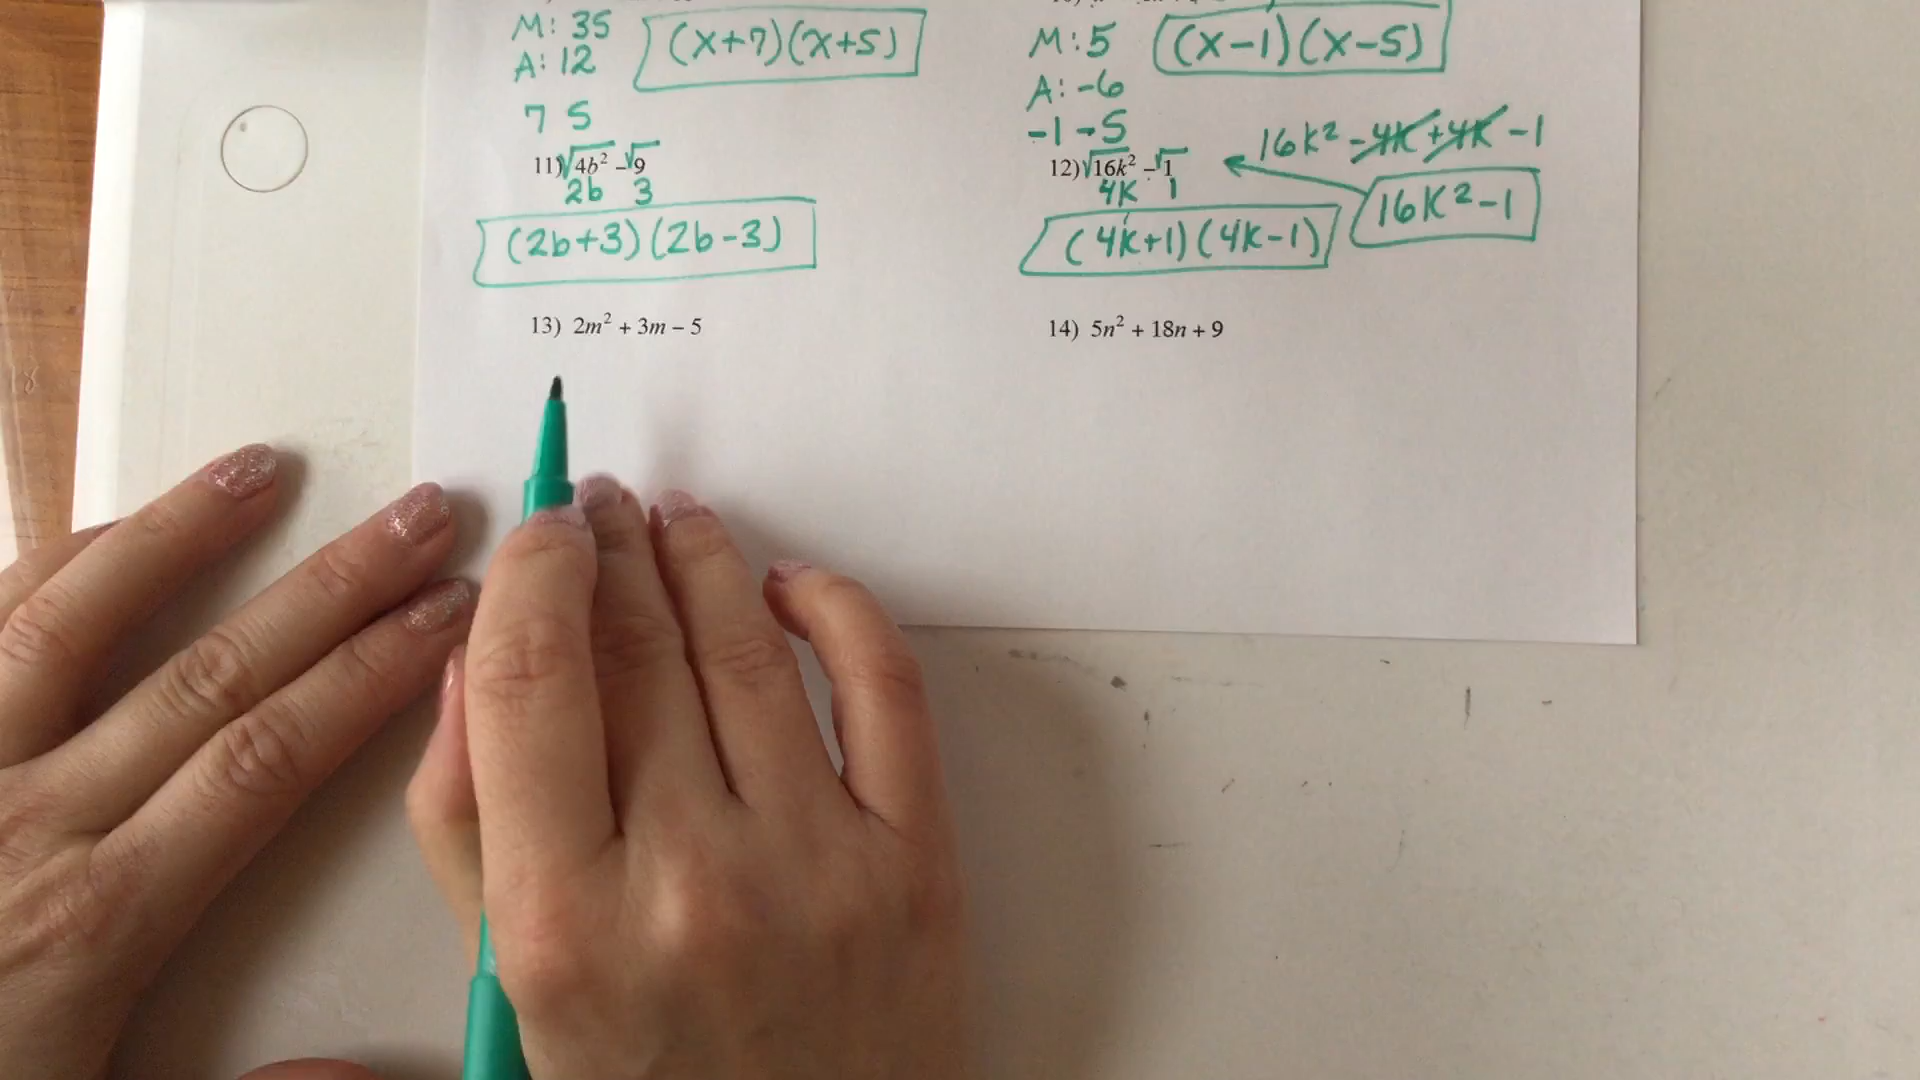 M: 35
(x+7)(x+5)
A: 12
7 5
11) √4b² - √9
2b 3
(2b+3)(2b-3)
13) 2m² + 3m - 5
M: 5
(x-1)(x-5)
A: -6
-1 -5
16k² - 4k + 4k - 1
12) √16k² - √1
4k 1
16k² - 1
(4k+1)(4k-1)
14) 5n² + 18n + 9